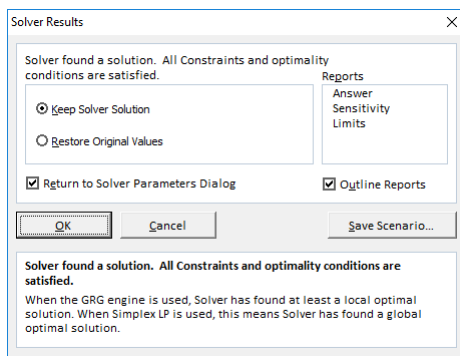 Solver Results
Solver found a solution. All Constraints and optimality
conditions are satisfied.
Reports
Answer
Sensitivity
Limits
Keep Solver Solution
Restore Original Values
Return to Solver Parameters Dialog
Outline Reports
OK
Cancel
Save Scenario...
Solver found a solution. All Constraints and optimality conditions are
satisfied.
When the GRG engine is used, Solver has found at least a local optimal
solution. When Simplex LP is used, this means Solver has found a global
optimal solution.